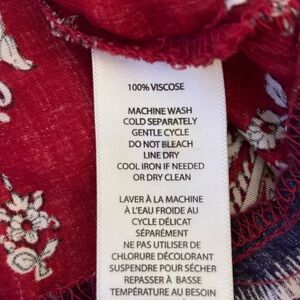 100% VISCOSE
MACHINE WASH
COLD SEPARATELY
GENTLE CYCLE
DO NOT BLEACH
LINE DRY
COOL IRON IF NEEDED
OR DRY CLEAN
LAVER À LA MACHINE
À L'EAU FROIDE AU
CYCLE DÉLICAT
SÉPARÉMENT
NE PAS UTILISER DE
CHLORURE DÉCOLORANT
SUSPENDRE POUR SÉCHER
REPASSER À BASSE
TEMPÉRATURE AU BESOIN